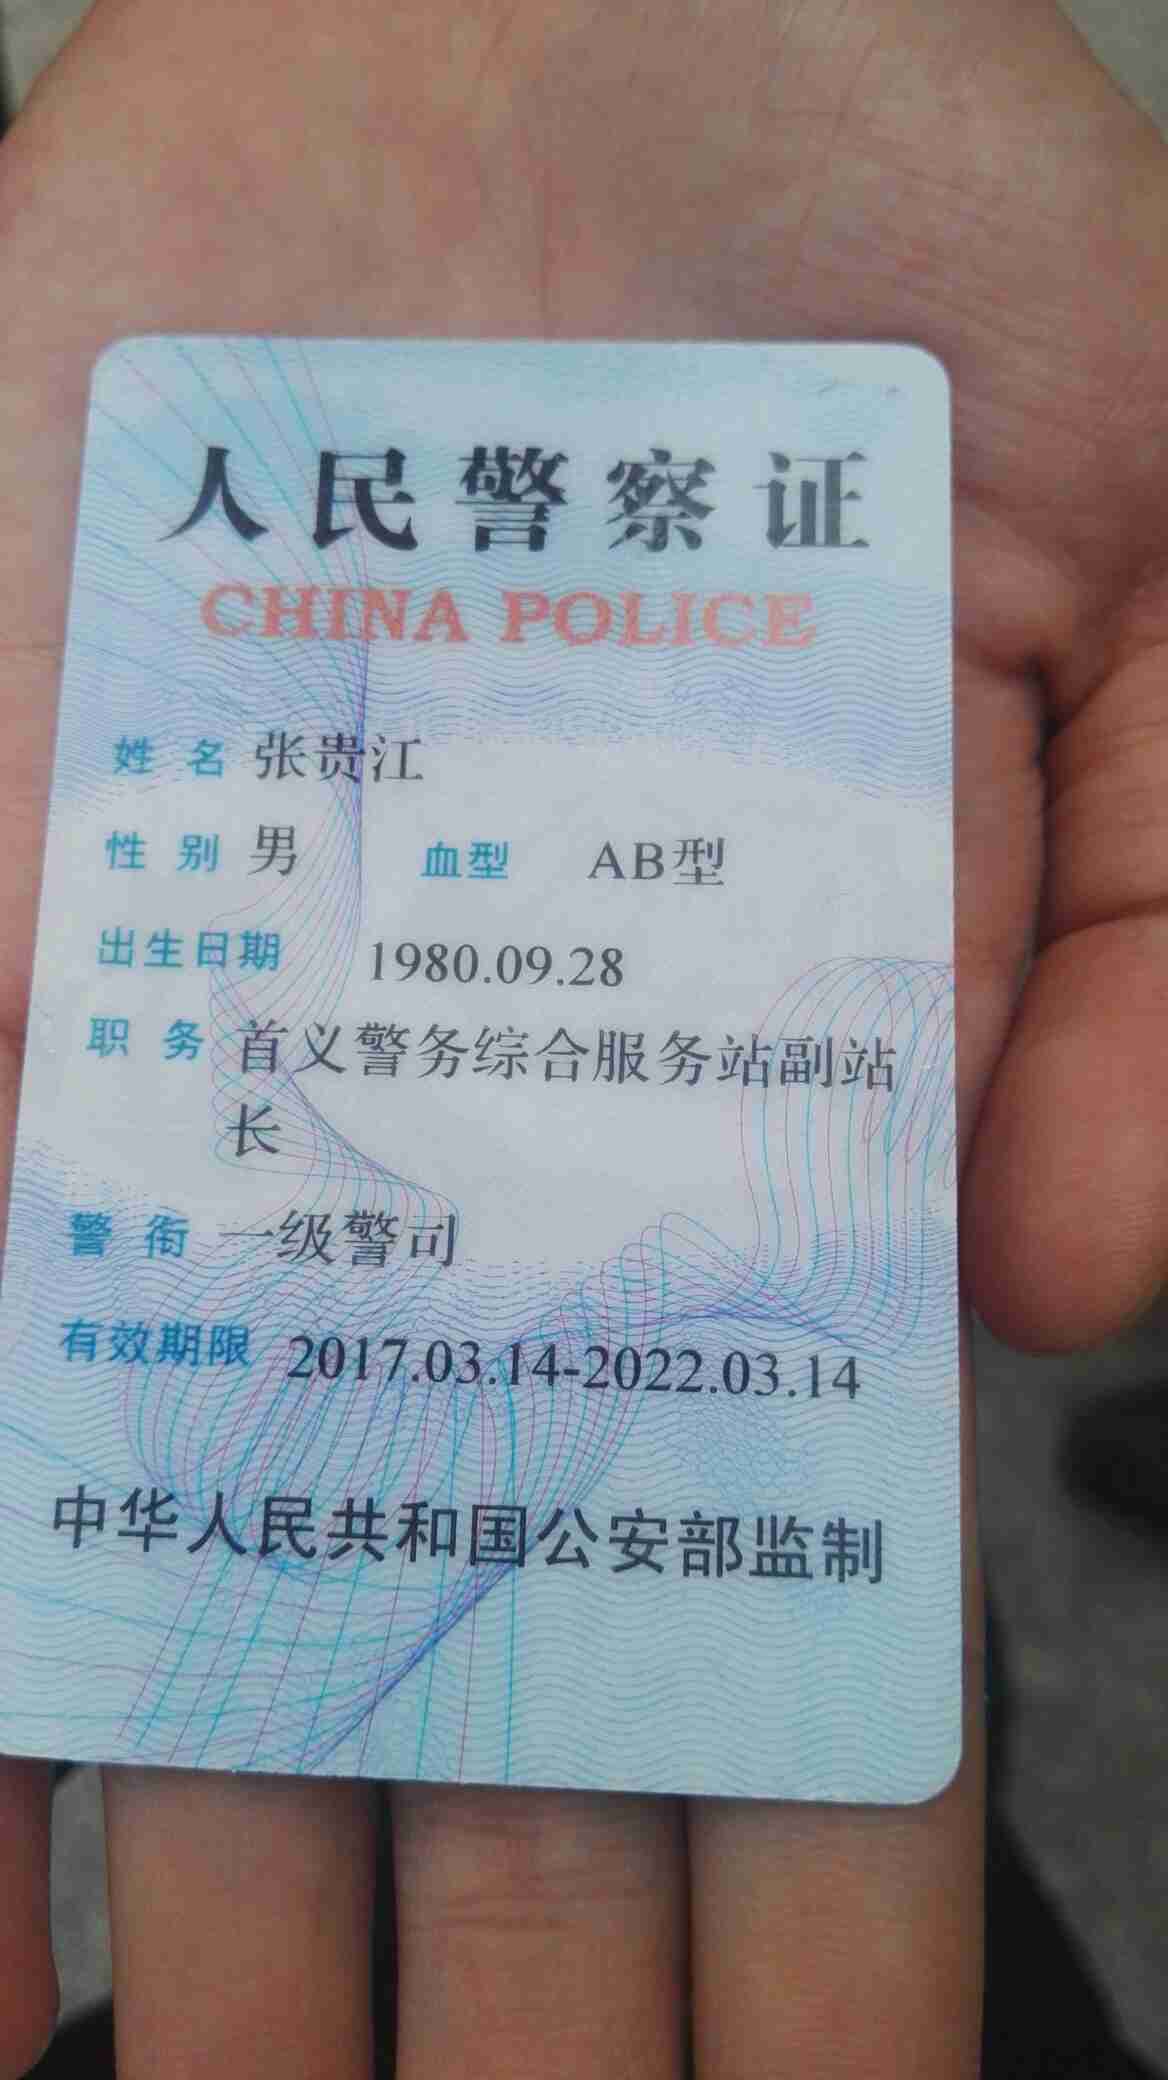 人民警察证
CHINA POLICE
姓名 张贵江
性别 男 血型 AB型
出生日期 1980.09.28
职务 首义警务综合服务站副站
长
警衔 一级警司
有效期限 2017.03.14-2022.03.14
中华人民共和国公安部监制